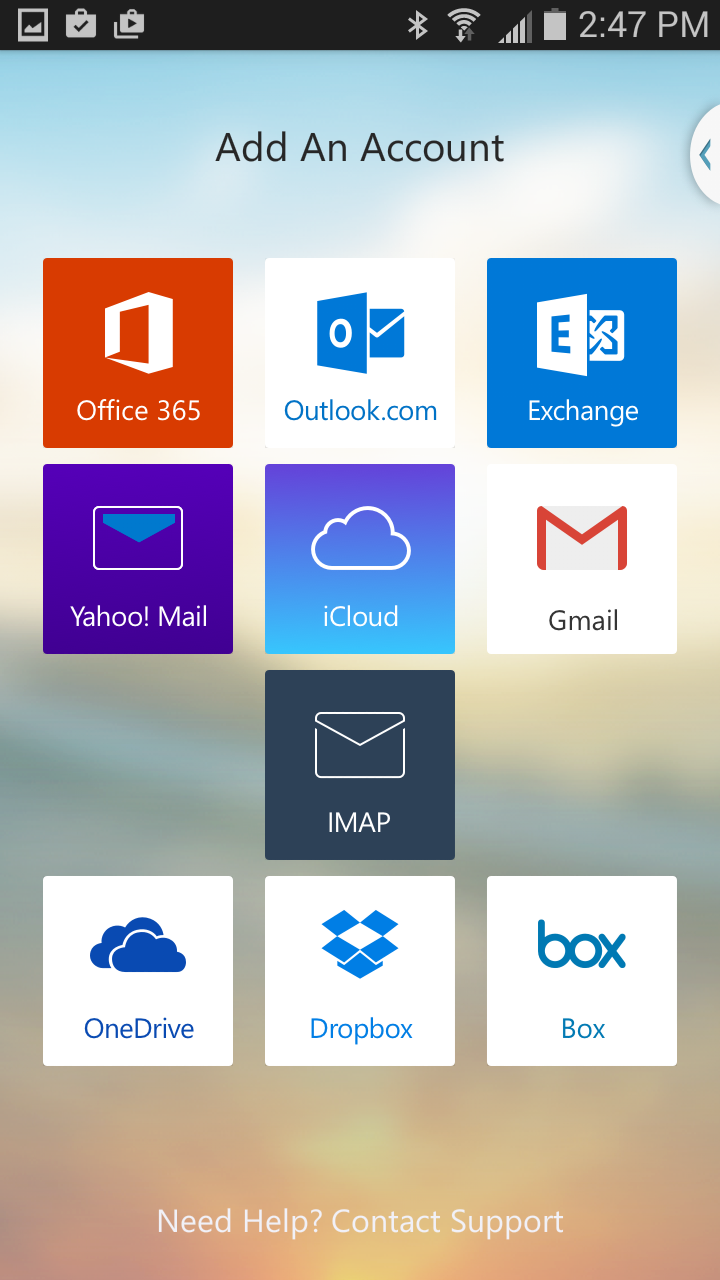 2:47 PM
Add An Account
O
E
Office 365
Outlook.com
Exchange
Yahoo! Mail
iCloud
Gmail
IMAP
box
OneDrive
Dropbox
Box
Need Help? Contact Support